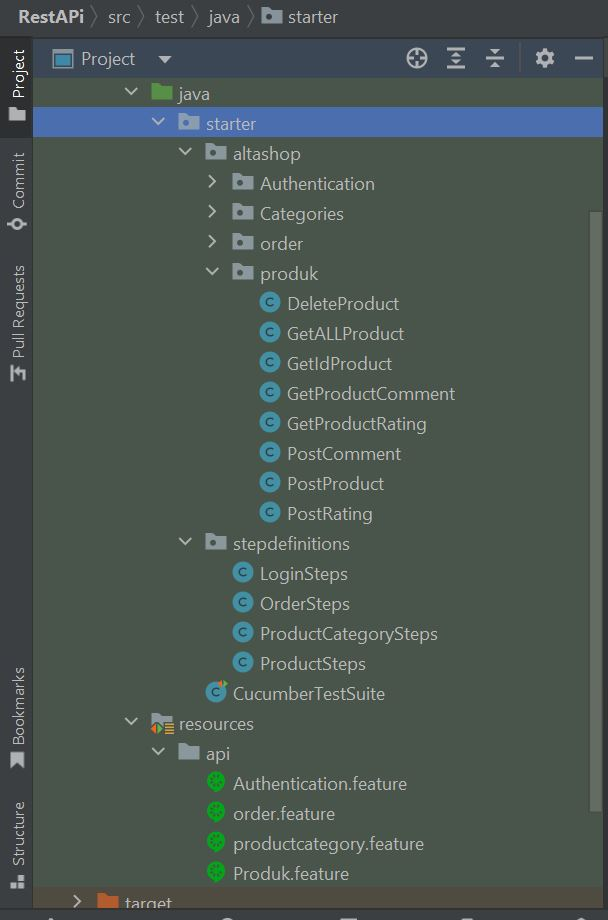 RestAPi src test java starter
Project
java
starter
altashop
Authentication
Categories
order
produk
DeleteProduct
GetALLProduct
GetIdProduct
GetProductComment
GetProductRating
PostComment
PostProduct
PostRating
stepdefinitions
LoginSteps
OrderSteps
ProductCategorySteps
ProductSteps
CucumberTestSuite
resources
api
Authentication.feature
order.feature
productcategory.feature
Produk.feature
target
Project
Commit
Pull Requests
Bookmarks
Structure